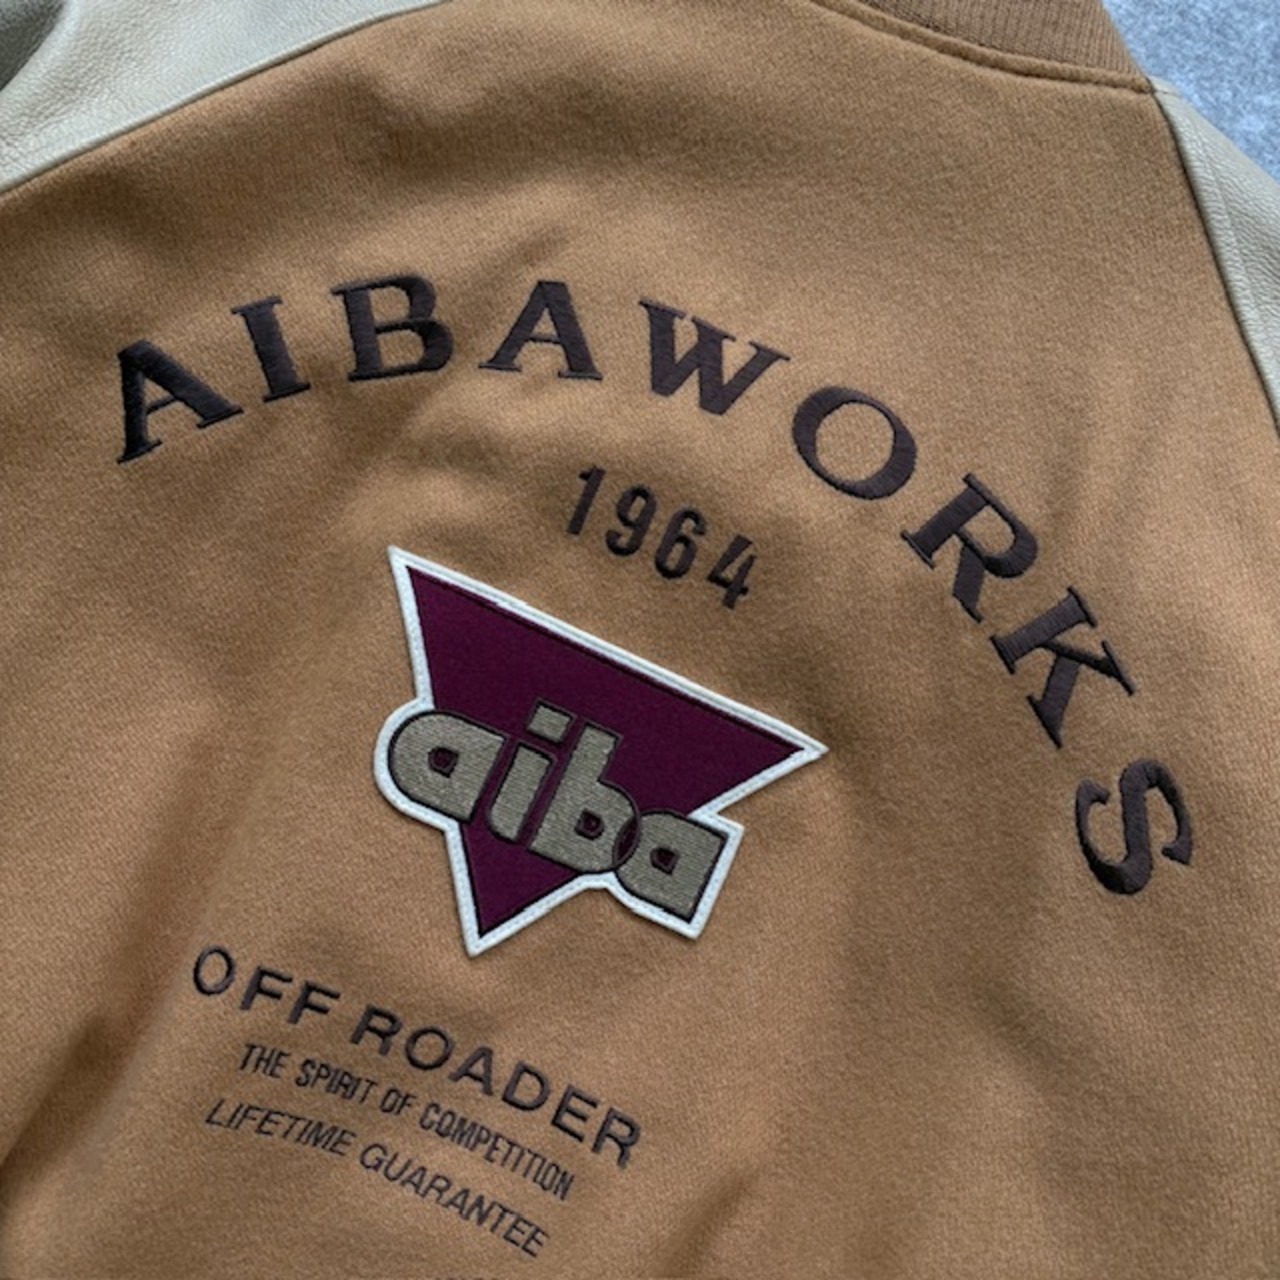 AIBAWORKS
1964
aiba
OFF ROADER
THE SPIRIT OF COMPETITION
LIFETIME GUARANTEE